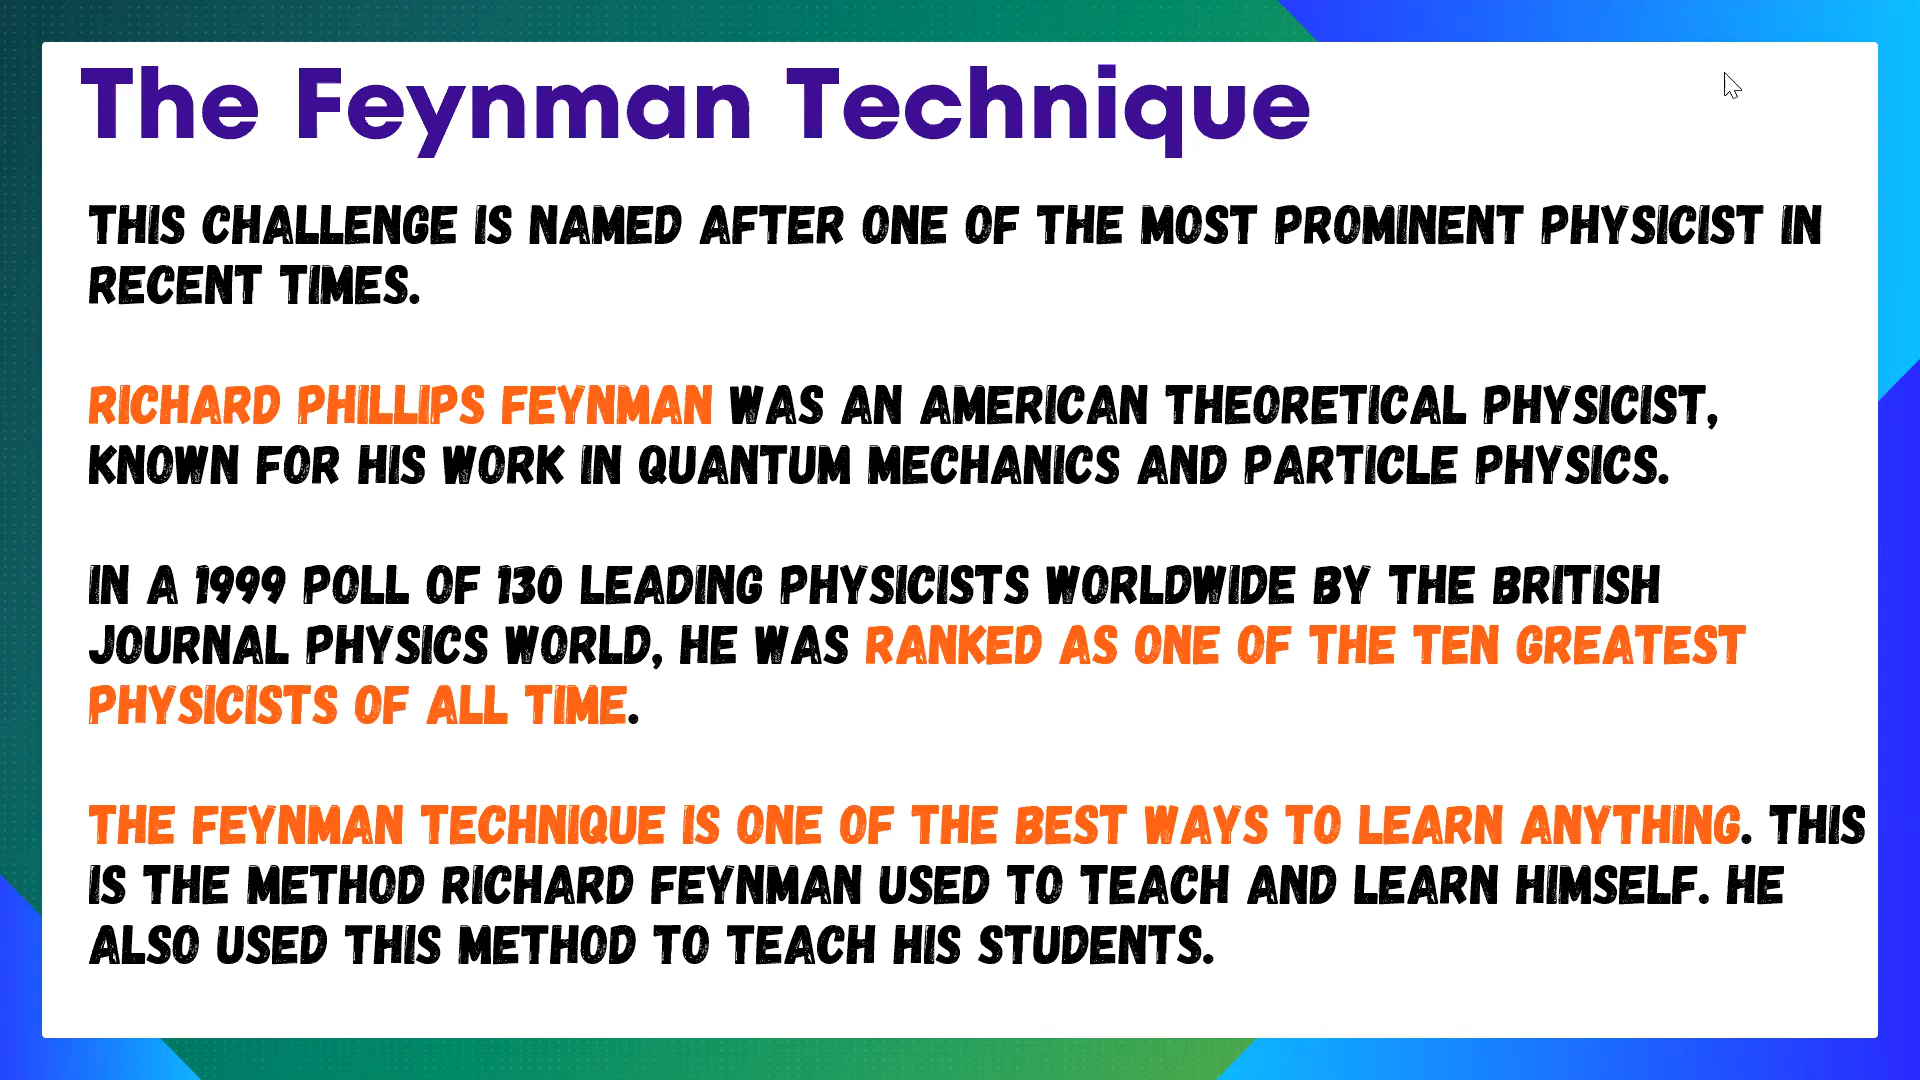 The Feynman Technique
THIS CHALLENGE IS NAMED AFTER ONE OF THE MOST PROMINENT PHYSICIST IN
RECENT TIMES.
RICHARD PHILLIPS FEYNMAN WAS AN AMERICAN THEORETICAL PHYSICIST,
KNOWN FOR HIS WORK IN QUANTUM MECHANICS AND PARTICLE PHYSICS.
IN A 1999 POLL OF 130 LEADING PHYSICISTS WORLDWIDE BY THE BRITISH
JOURNAL PHYSICS WORLD, HE WAS RANKED AS ONE OF THE TEN GREATEST
PHYSICISTS OF ALL TIME.
THE FEYNMAN TECHNIQUE IS ONE OF THE BEST WAYS TO LEARN ANYTHING. THIS
IS THE METHOD RICHARD FEYNMAN USED TO TEACH AND LEARN HIMSELF. HE
ALSO USED THIS METHOD TO TEACH HIS STUDENTS.